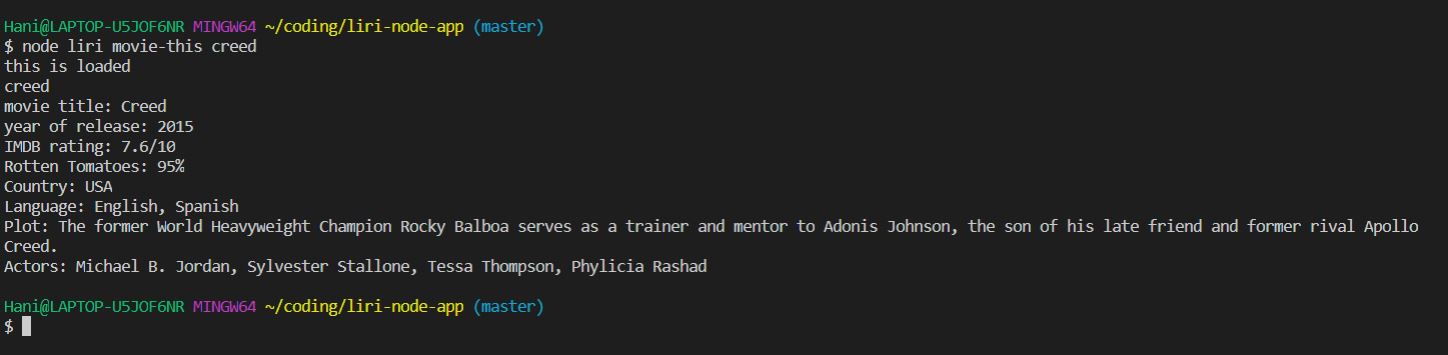 Hani@LAPTOP-U5JOF6NR MINGW64 ~/coding/liri-node-app (master)
$ node liri movie-this creed
this is loaded
creed
movie title: Creed
year of release: 2015
IMDB rating: 7.6/10
Rotten Tomatoes: 95%
Country: USA
Language: English, Spanish
Plot: The former World Heavyweight Champion Rocky Balboa serves as a trainer and mentor to Adonis Johnson, the son of his late friend and former rival Apollo
Creed.
Actors: Michael B. Jordan, Sylvester Stallone, Tessa Thompson, Phylicia Rashad
Hani@LAPTOP-U5JOF6NR MINGW64 ~/coding/liri-node-app (master)
$